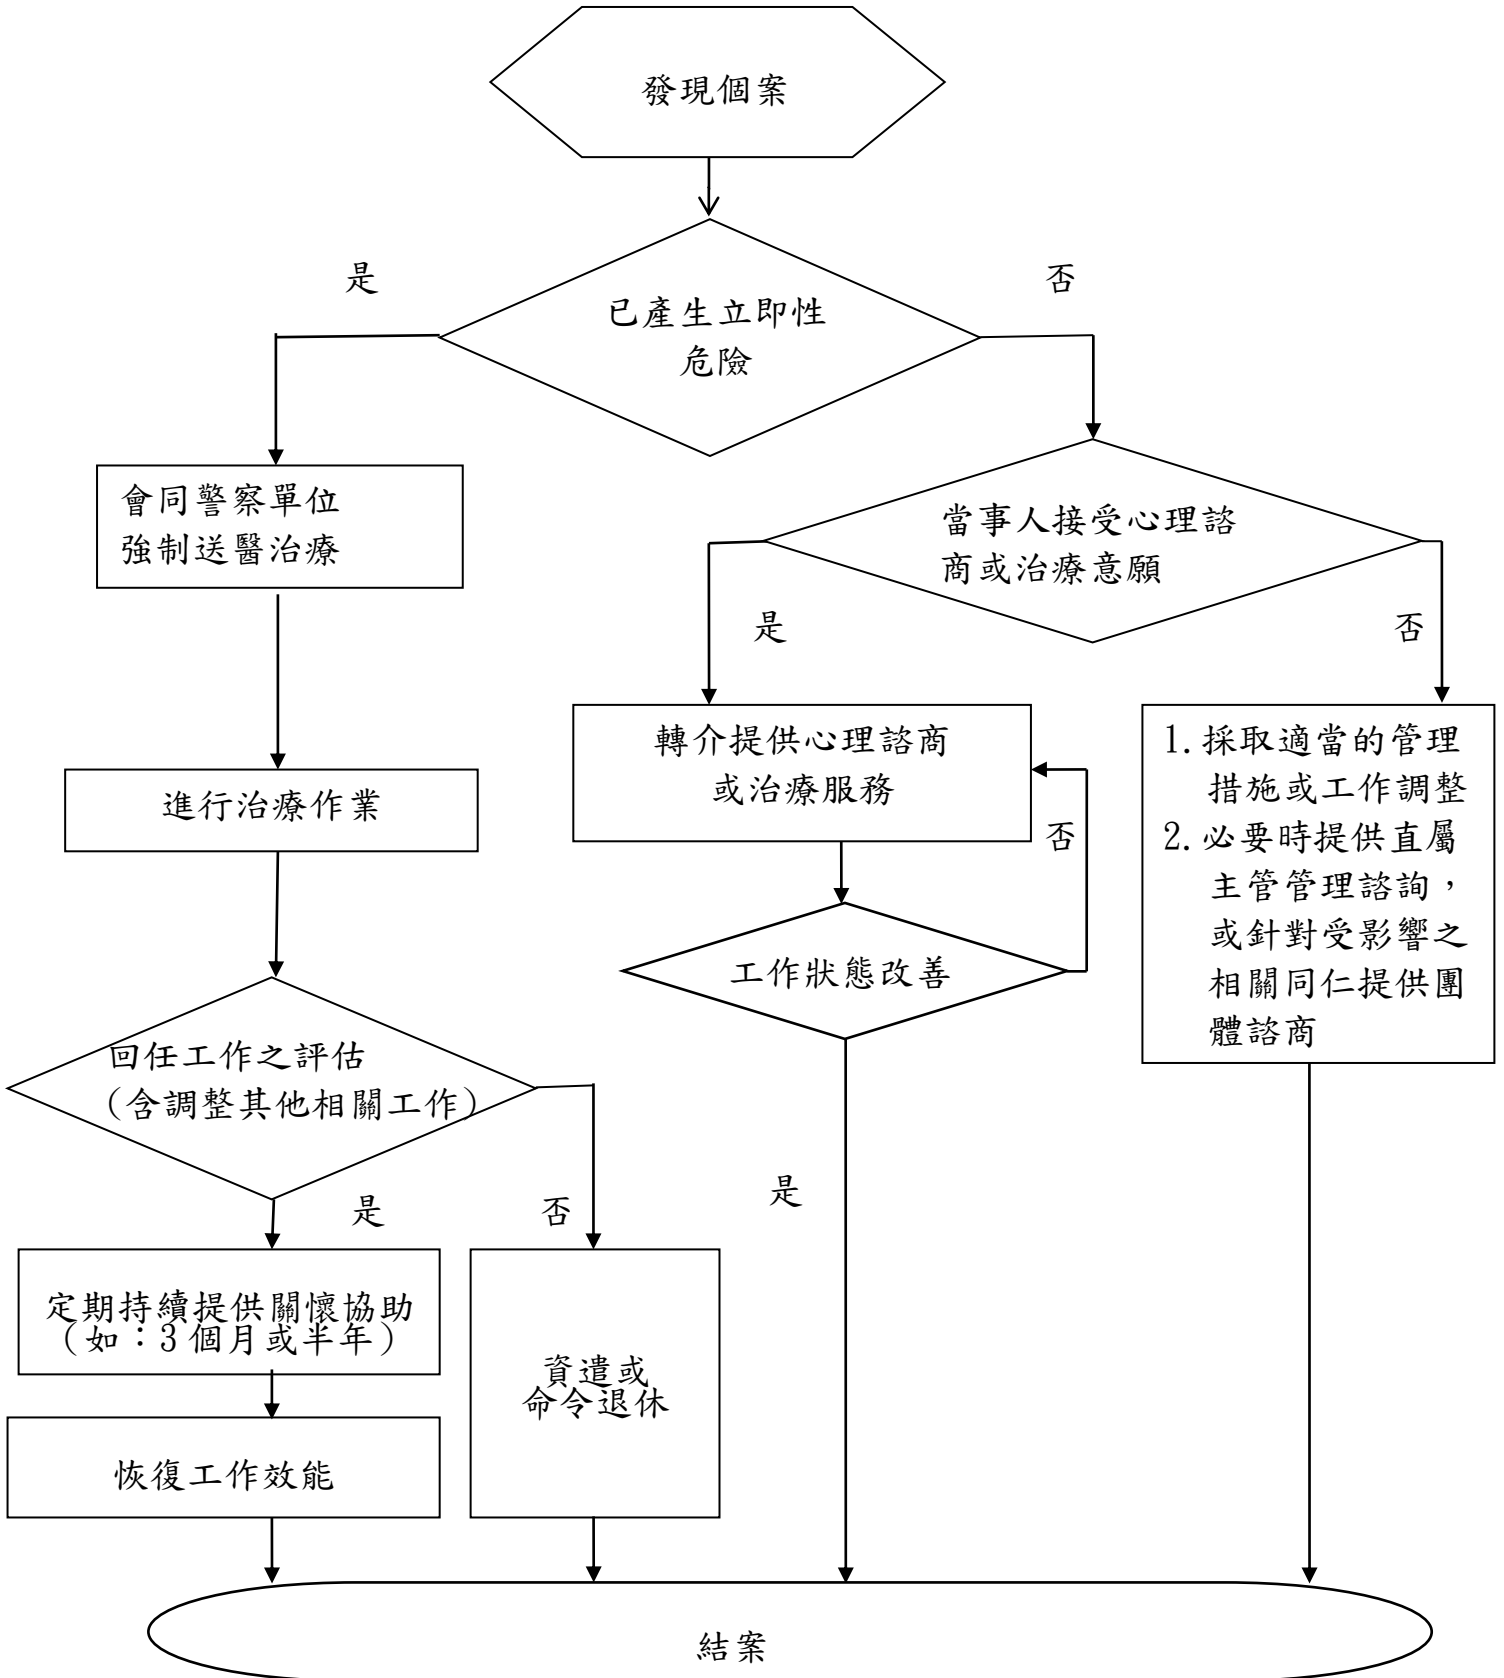 發現個案
是
否
已產生立即性
危險
會同警察單位
強制送醫治療
當事人接受心理諮
商或治療意願
是
否
進行治療作業
轉介提供心理諮商
或治療服務
否
1.採取適當的管理
措施或工作調整
2.必要時提供直屬
主管管理諮詢，
或針對受影響之
相關同仁提供團
體諮商
工作狀態改善
回任工作之評估
（含調整其他相關工作）
是
否
是
定期持續提供關懷協助
（如：3個月或半年）
資遣或
命令退休
恢復工作效能
結案